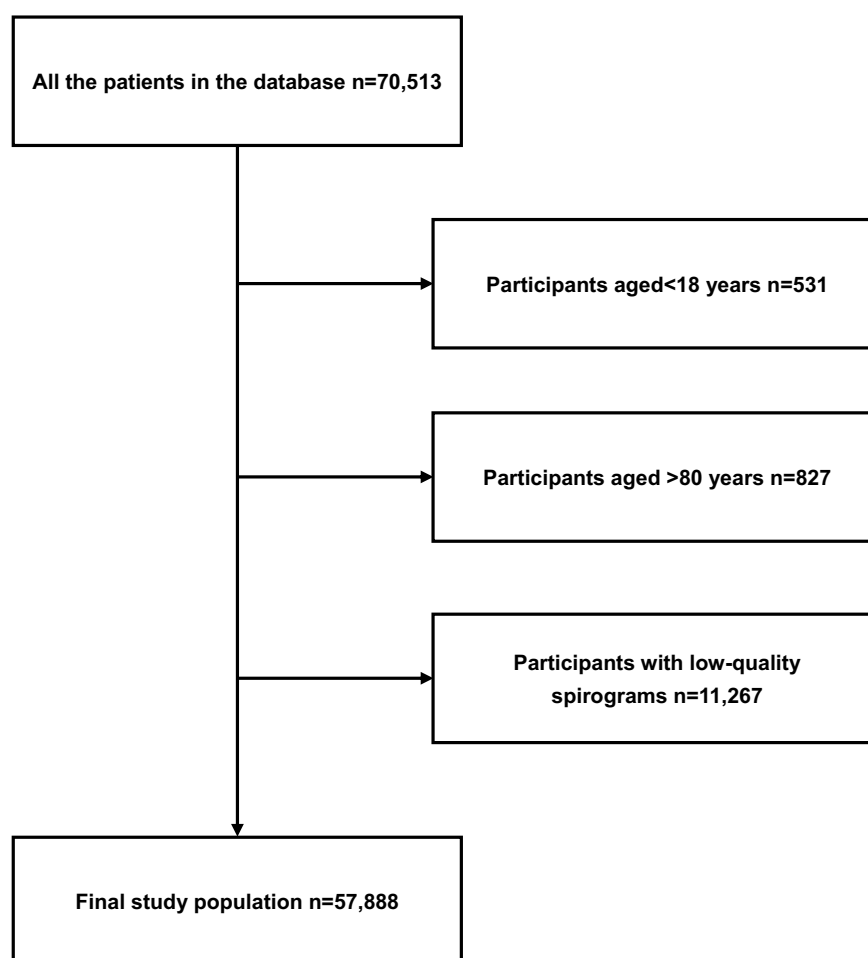 All the patients in the database n=70,513
Participants aged<18 years n=531
Participants aged >80 years n=827
Participants with low-quality
spirograms n=11,267
Final study population n=57,888